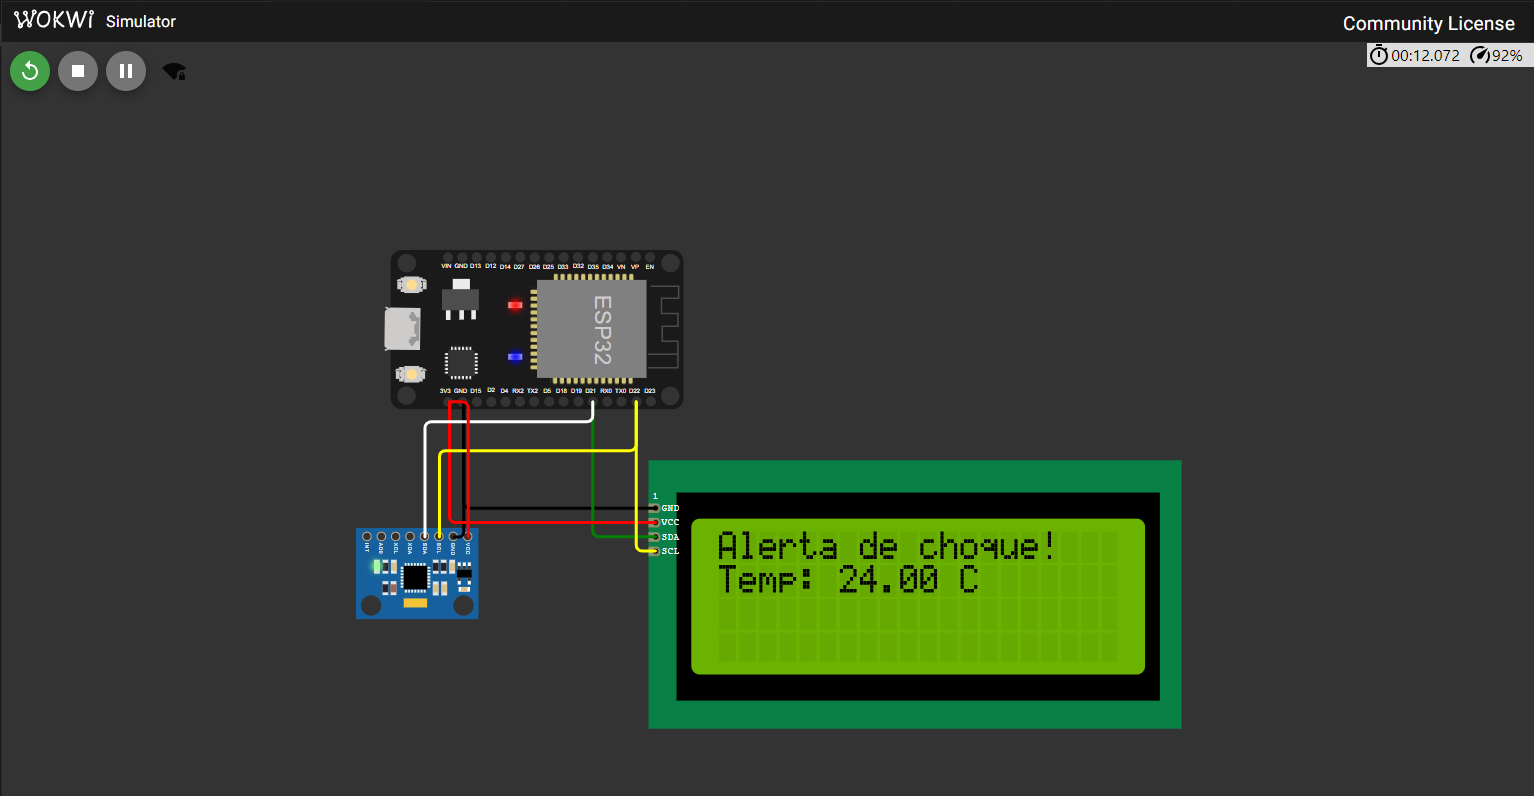 WOKWi Simulator
Community License
00:12.072 92%
VIN GND D13 D12 D14 D27 D26 D25 D33 D32 D35 D34 VN VP EN
ESP32
3V3 GND D15 D2 D4 RX2 TX2 D5 D18 D19 D21 RX0 TX0 D22 D23
1
GND
VCC
SDA
SCL
INT AD0 XCL XDA SDA SCL GND VCC
Alerta de choque!
Temp: 24.00 C